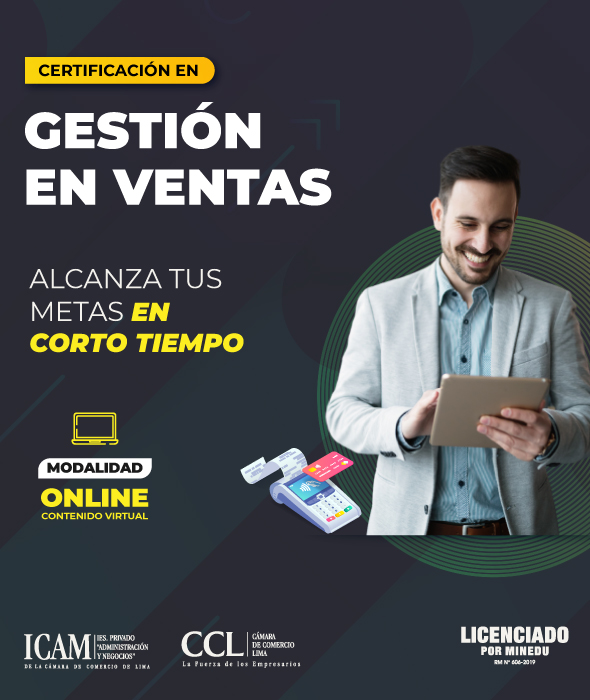 CERTIFICACIÓN EN
GESTIÓN
EN VENTAS
ALCANZA TUS
METAS EN
CORTO TIEMPO
MODALIDAD
ONLINE
CONTENIDO VIRTUAL
ICAM
IES. PRIVADO
"ADMINISTRACIÓN
Y NEGOCIOS"
DE LA CÁMARA DE COMERCIO DE LIMA
CCL
CÁMARA
DE COMERCIO
LIMA
La Fuerza de los Empresarios
LICENCIADO
POR MINEDU
RM N° 606-2019